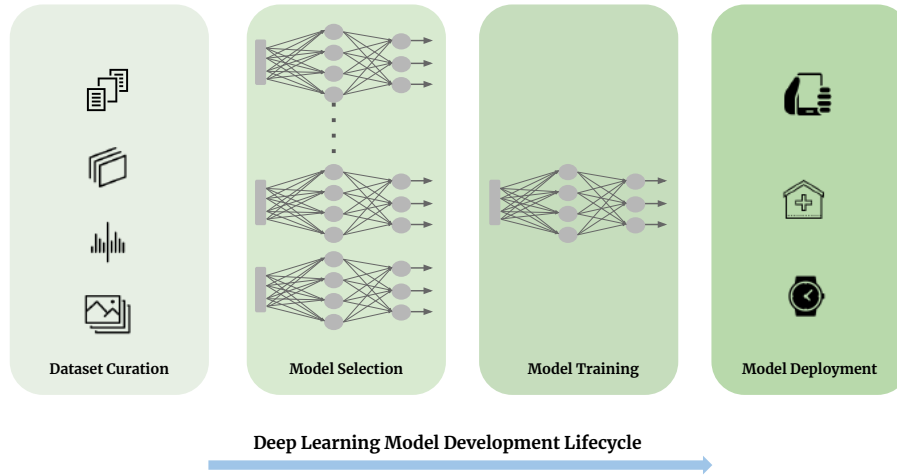 Dataset Curation
Model Selection
Model Training
Model Deployment
Deep Learning Model Development Lifecycle